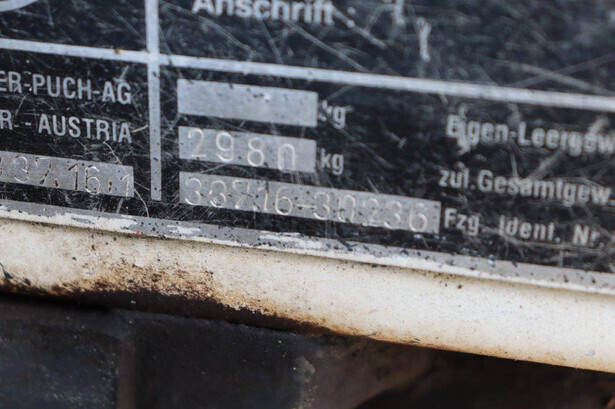 Anschrift :
ER-PUCH-AG kg Eigen-Leergew
R.-AUSTRIA 2980 kg zul.Gesamtgew.
33716-30236 Fzg. Ident. Nr.